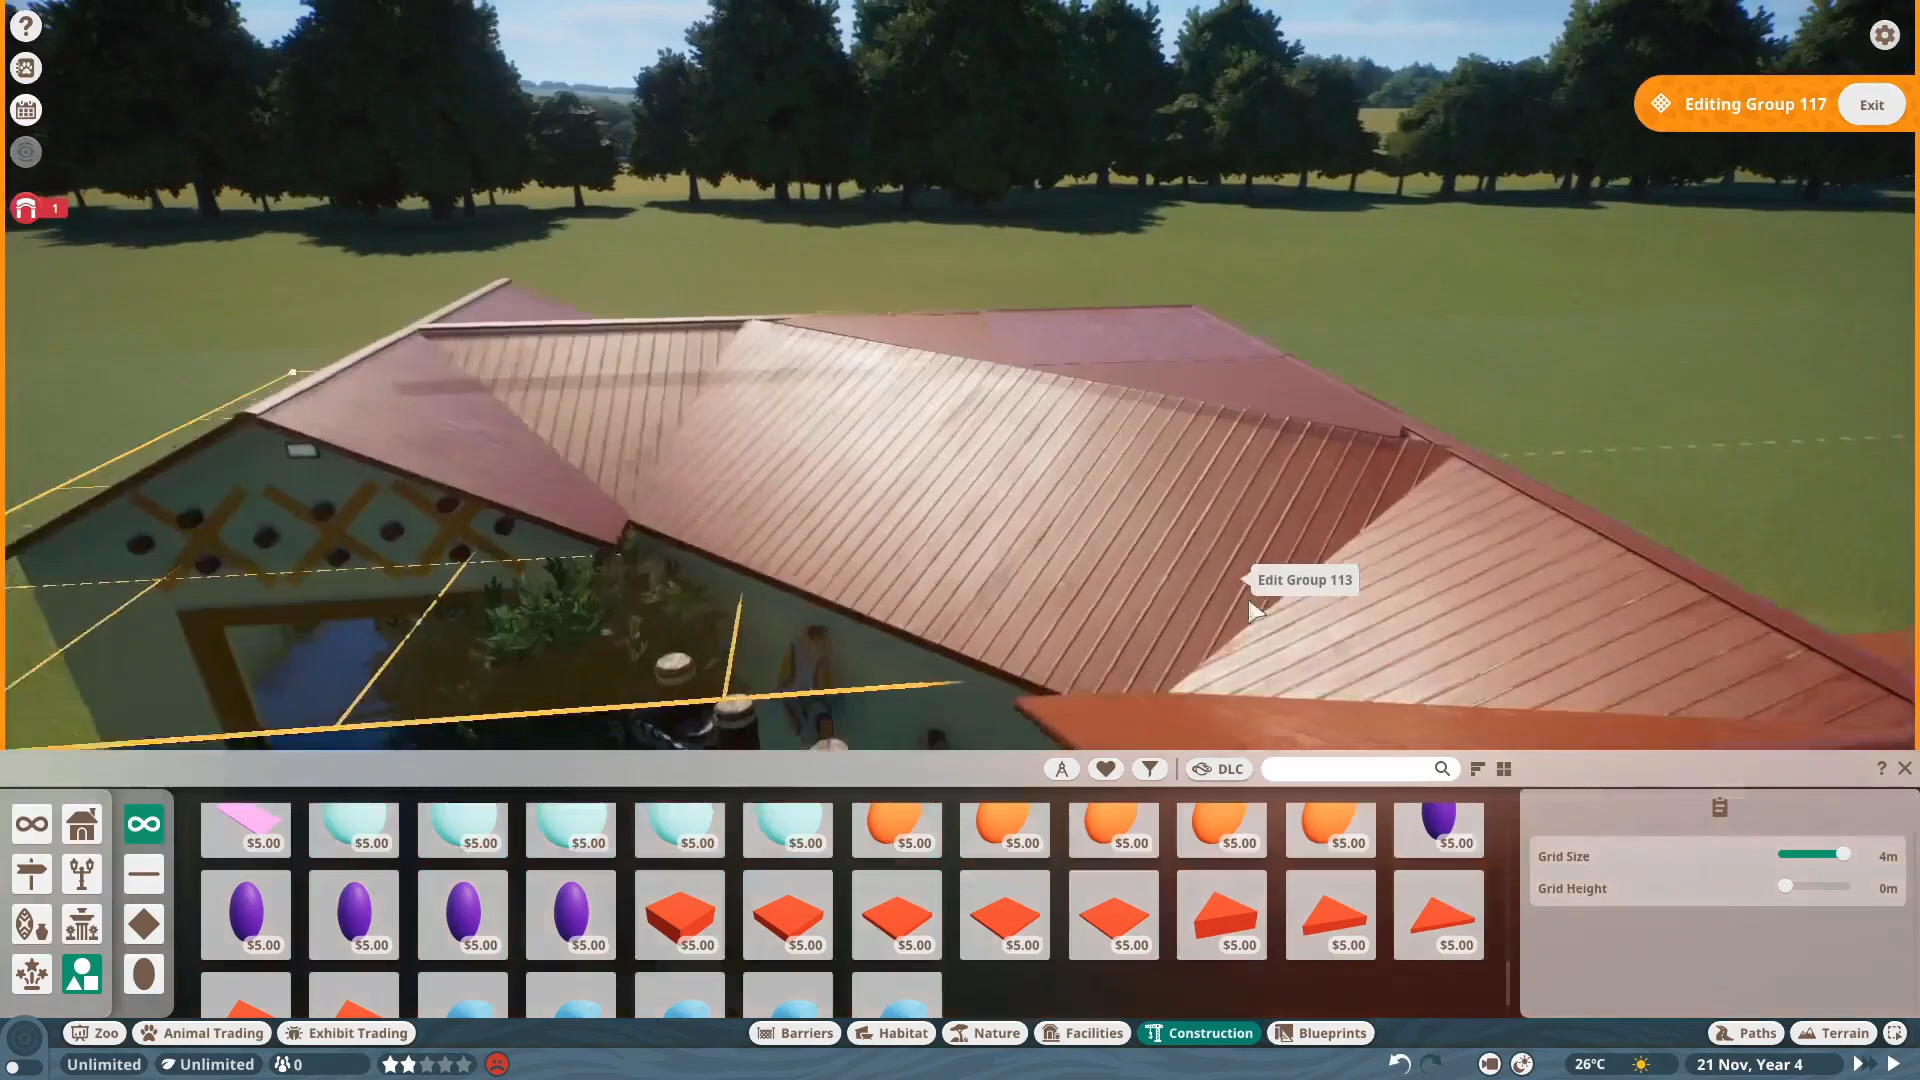 ?
Editing Group 117 Exit
1
Edit Group 113
DLC
?
$5.00 $5.00 $5.00 $5.00 $5.00 $5.00 $5.00 $5.00 $5.00 $5.00 $5.00 $5.00
$5.00 $5.00 $5.00 $5.00 $5.00 $5.00 $5.00 $5.00 $5.00 $5.00 $5.00 $5.00
Grid Size 4m
Grid Height 0m
Zoo Animal Trading Exhibit Trading Barriers Habitat Nature Facilities Construction Blueprints Paths Terrain
Unlimited Unlimited 0 26°C 21 Nov, Year 4